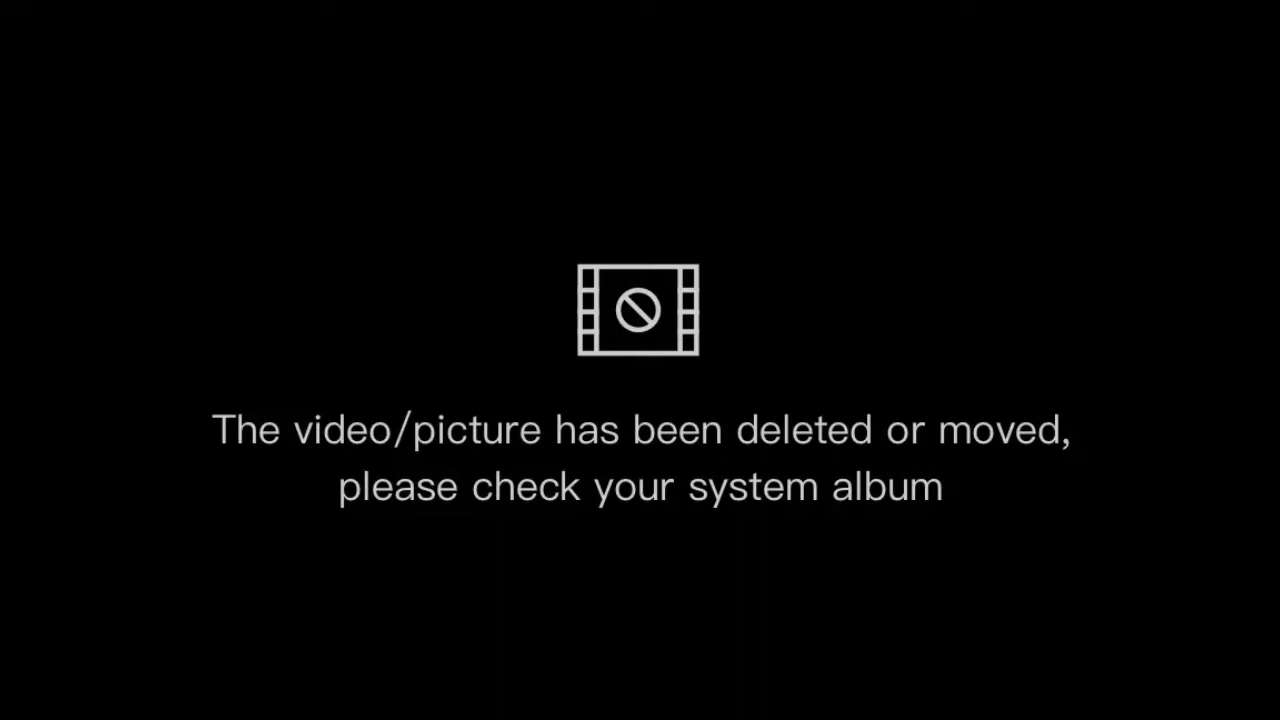 The video/picture has been deleted or moved,
please check your system album